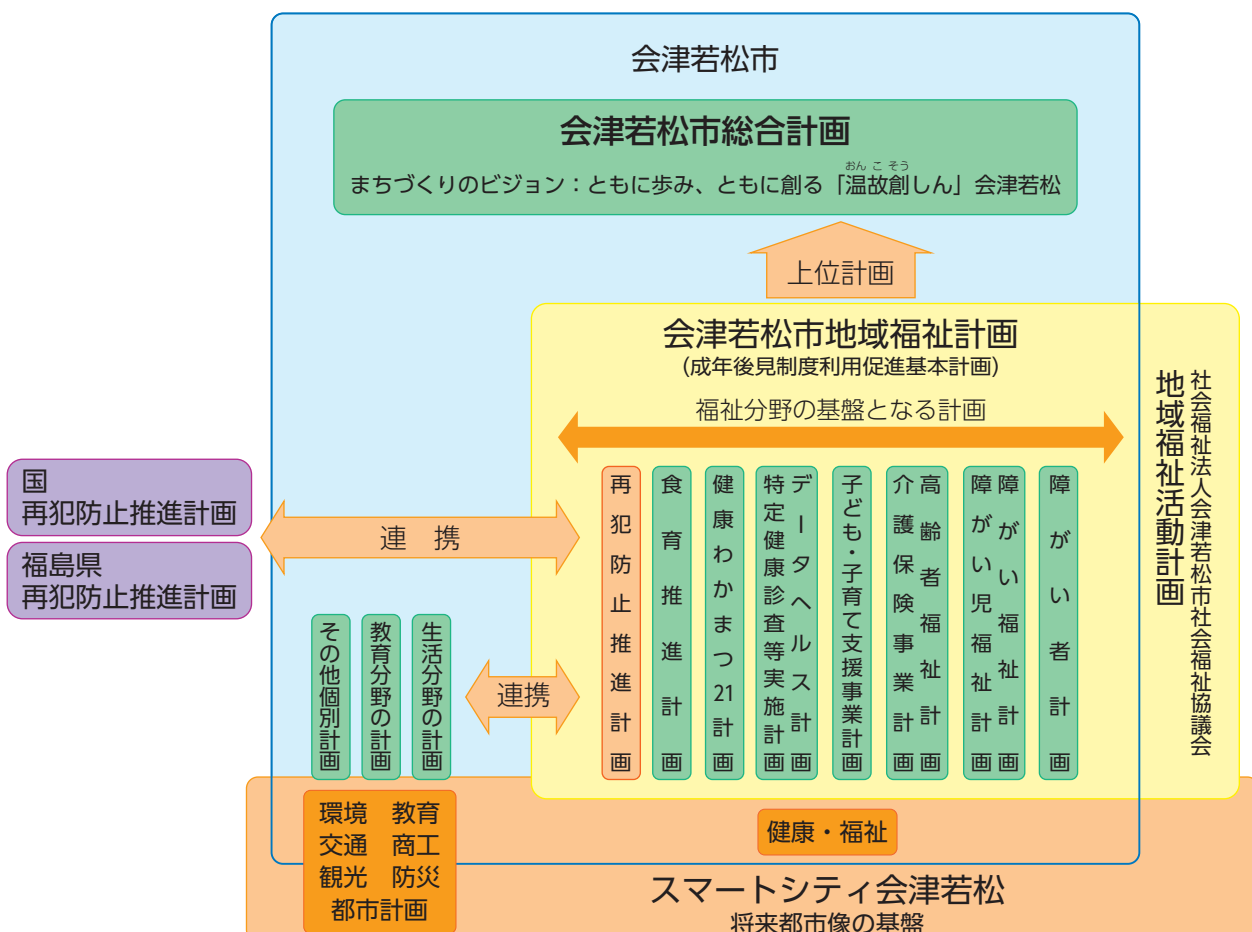 会津若松市
会津若松市総合計画
おんこそう
まちづくりのビジョン：ともに歩み、ともに創る「温故創しん」会津若松
上位計画
会津若松市地域福祉計画
(成年後見制度利用促進基本計画)
福祉分野の基盤となる計画
社会福祉法人会津若松市社会福祉協議会
地域福祉活動計画
国
再犯防止推進計画
福島県
再犯防止推進計画
連　携
連携
再犯防止推進計画
食育推進計画
健康わかまつ21計画
データヘルス計画
特定健康診査等実施計画
子ども・子育て支援事業計画
高齢者福祉計画
介護保険事業計画
障がい福祉計画
障がい児福祉計画
障がい者計画
その他個別計画
教育分野の計画
生活分野の計画
環境　教育
交通　商工
観光　防災
都市計画
健康・福祉
スマートシティ会津若松
将来都市像の基盤